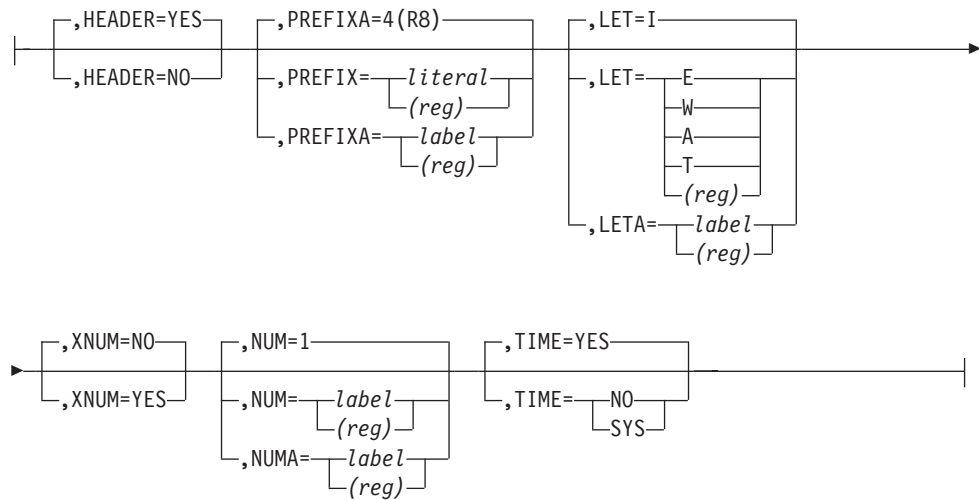 ,HEADER=YES ,PREFIXA=4(R8) ,LET=I
,HEADER=NO ,PREFIX= literal ,LET= E
(reg) W
,PREFIXA= label A
(reg) T
(reg)
,LETA= label
(reg)
,XNUM=NO ,NUM=1 ,TIME=YES
,XNUM=YES ,NUM= label ,TIME= NO
(reg) SYS
,NUMA= label
(reg)